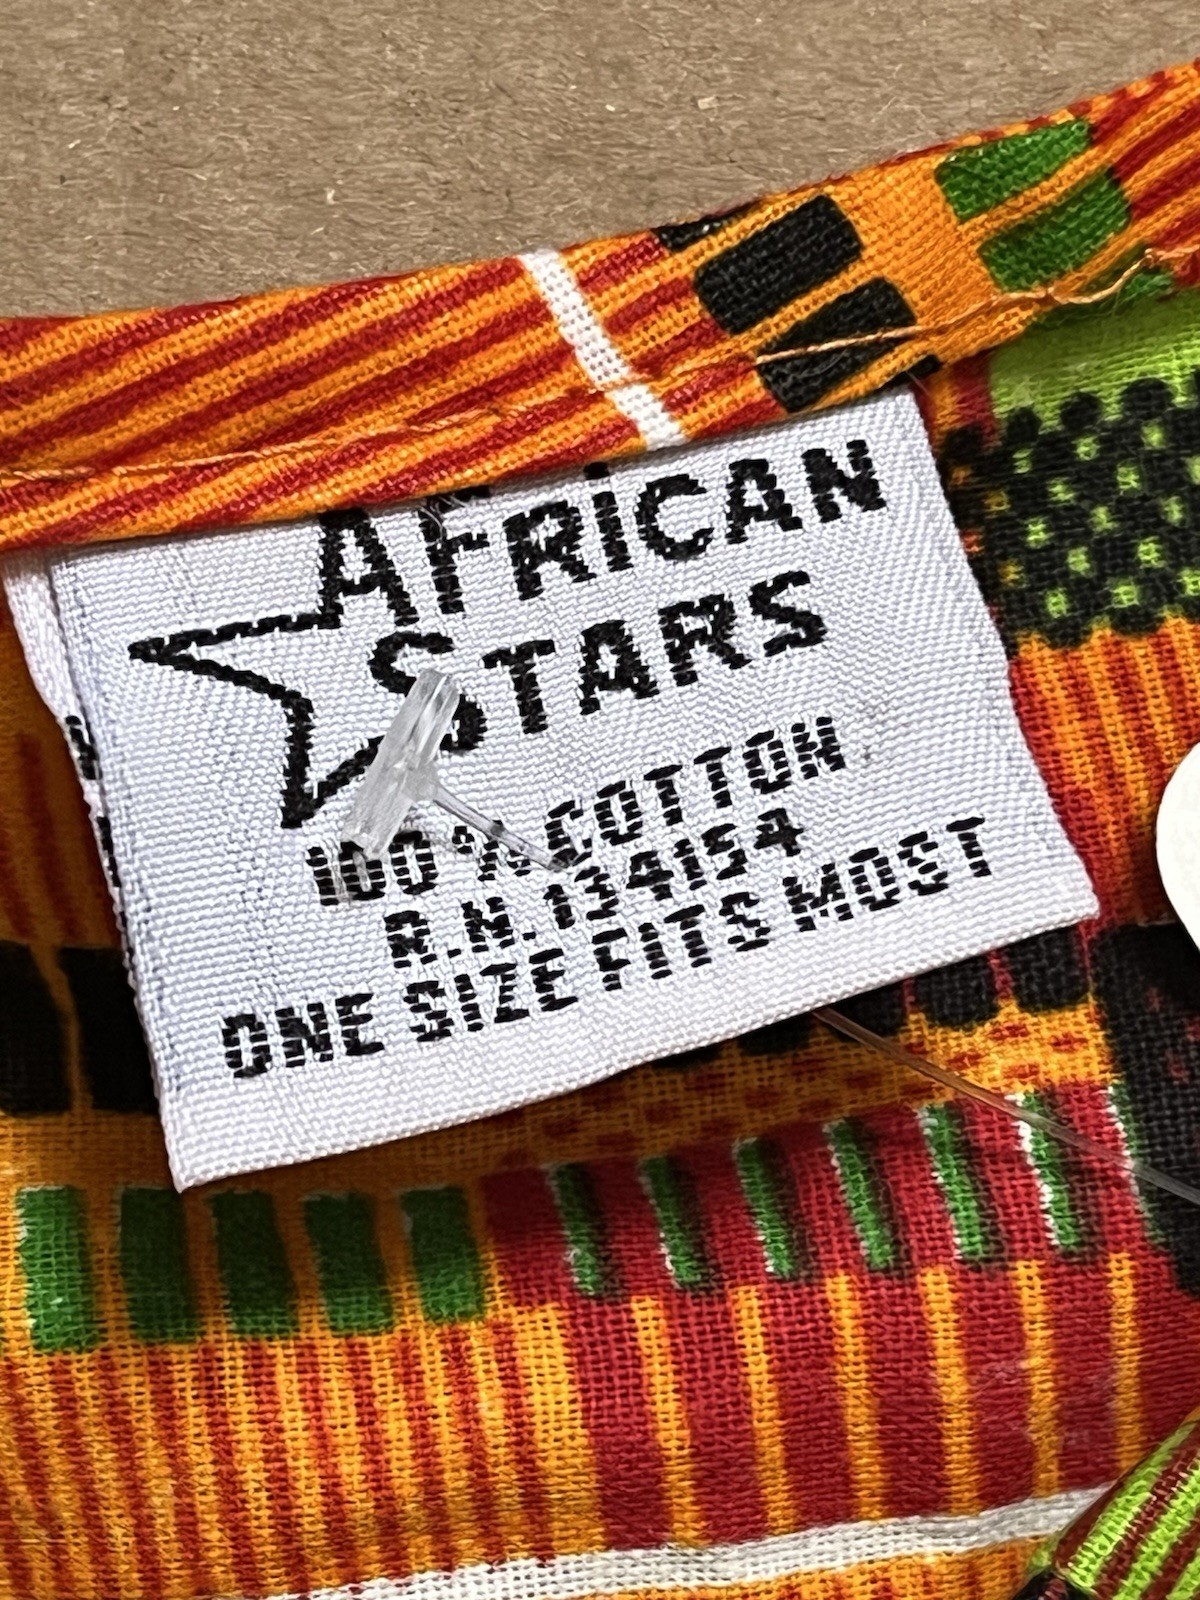 AFRICAN
STARS
100% COTTON
R.N. 134154
ONE SIZE FITS MOST